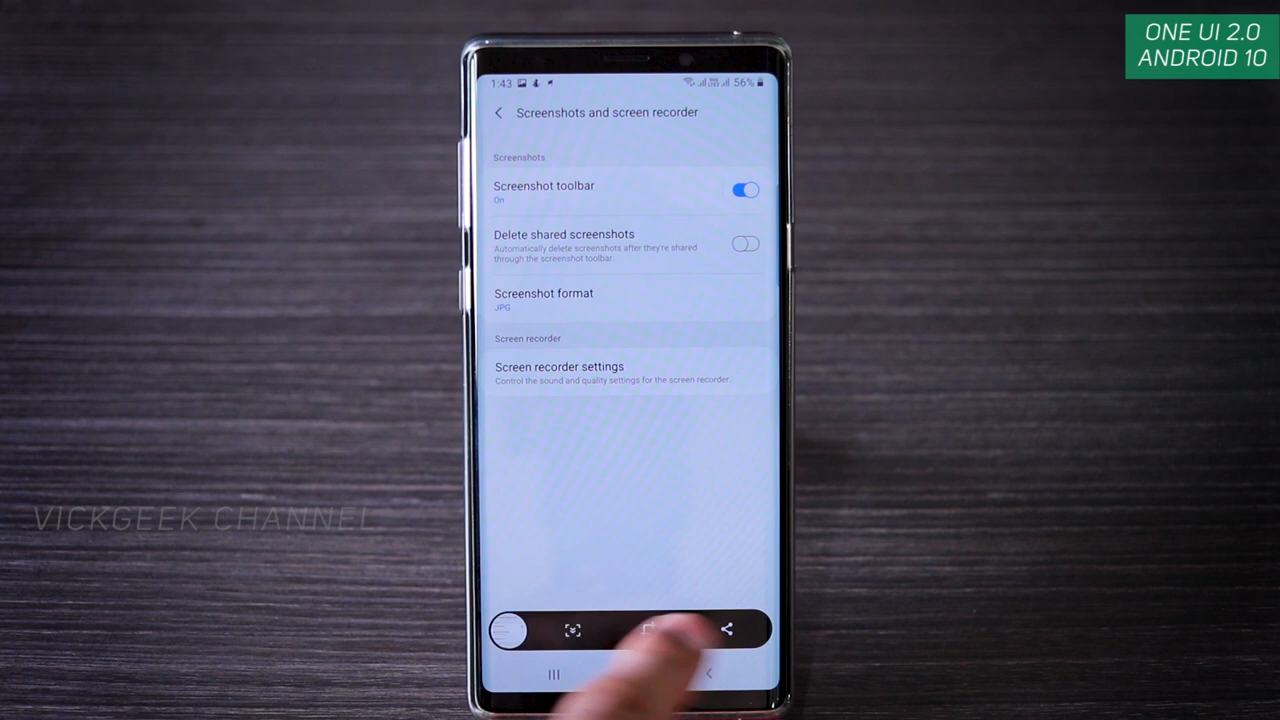 ONE UI 2.0
ANDROID 10
1:43
56%
Screenshots and screen recorder
Screenshots
Screenshot toolbar
On
Delete shared screenshots
Automatically delete screenshots after they're shared
through the screenshot toolbar.
Screenshot format
JPG
Screen recorder
Screen recorder settings
Control the sound and quality settings for the screen recorder.
VICKGEEK CHANNEL